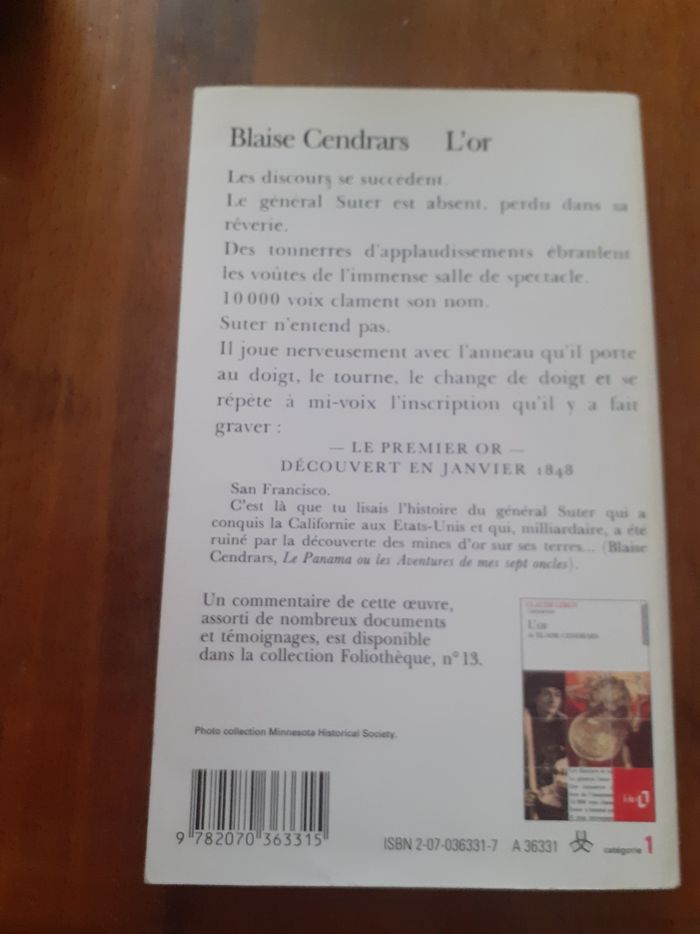 Blaise Cendrars L'or
Les discours se succèdent.
Le général Suter est absent, perdu dans sa
rêverie.
Des tonnerres d'applaudissements ébranlent
les voûtes de l'immense salle de spectacle.
10 000 voix clament son nom.
Suter n'entend pas.
Il joue nerveusement avec l'anneau qu'il porte
au doigt, le tourne, le change de doigt et se
répète à mi-voix l'inscription qu'il y a fait
graver :
— LE PREMIER OR —
DÉCOUVERT EN JANVIER 1848
San Francisco.
C'est là que tu lisais l'histoire du général Suter qui a
conquis la Californie aux Etats-Unis et qui, milliardaire, a été
ruiné par la découverte des mines d'or sur ses terres... (Blaise
Cendrars, Le Panama ou les Aventures de mes sept oncles).
Un commentaire de cette œuvre,
assorti de nombreux documents
et témoignages, est disponible
dans la collection Foliothèque, n° 13.
CLAUDE LEROY
L'or
de BLAISE CENDRARS
Photo collection Minnesota Historical Society.
9 782070 363315
ISBN 2-07-036331-7 A 36331 catégorie 1